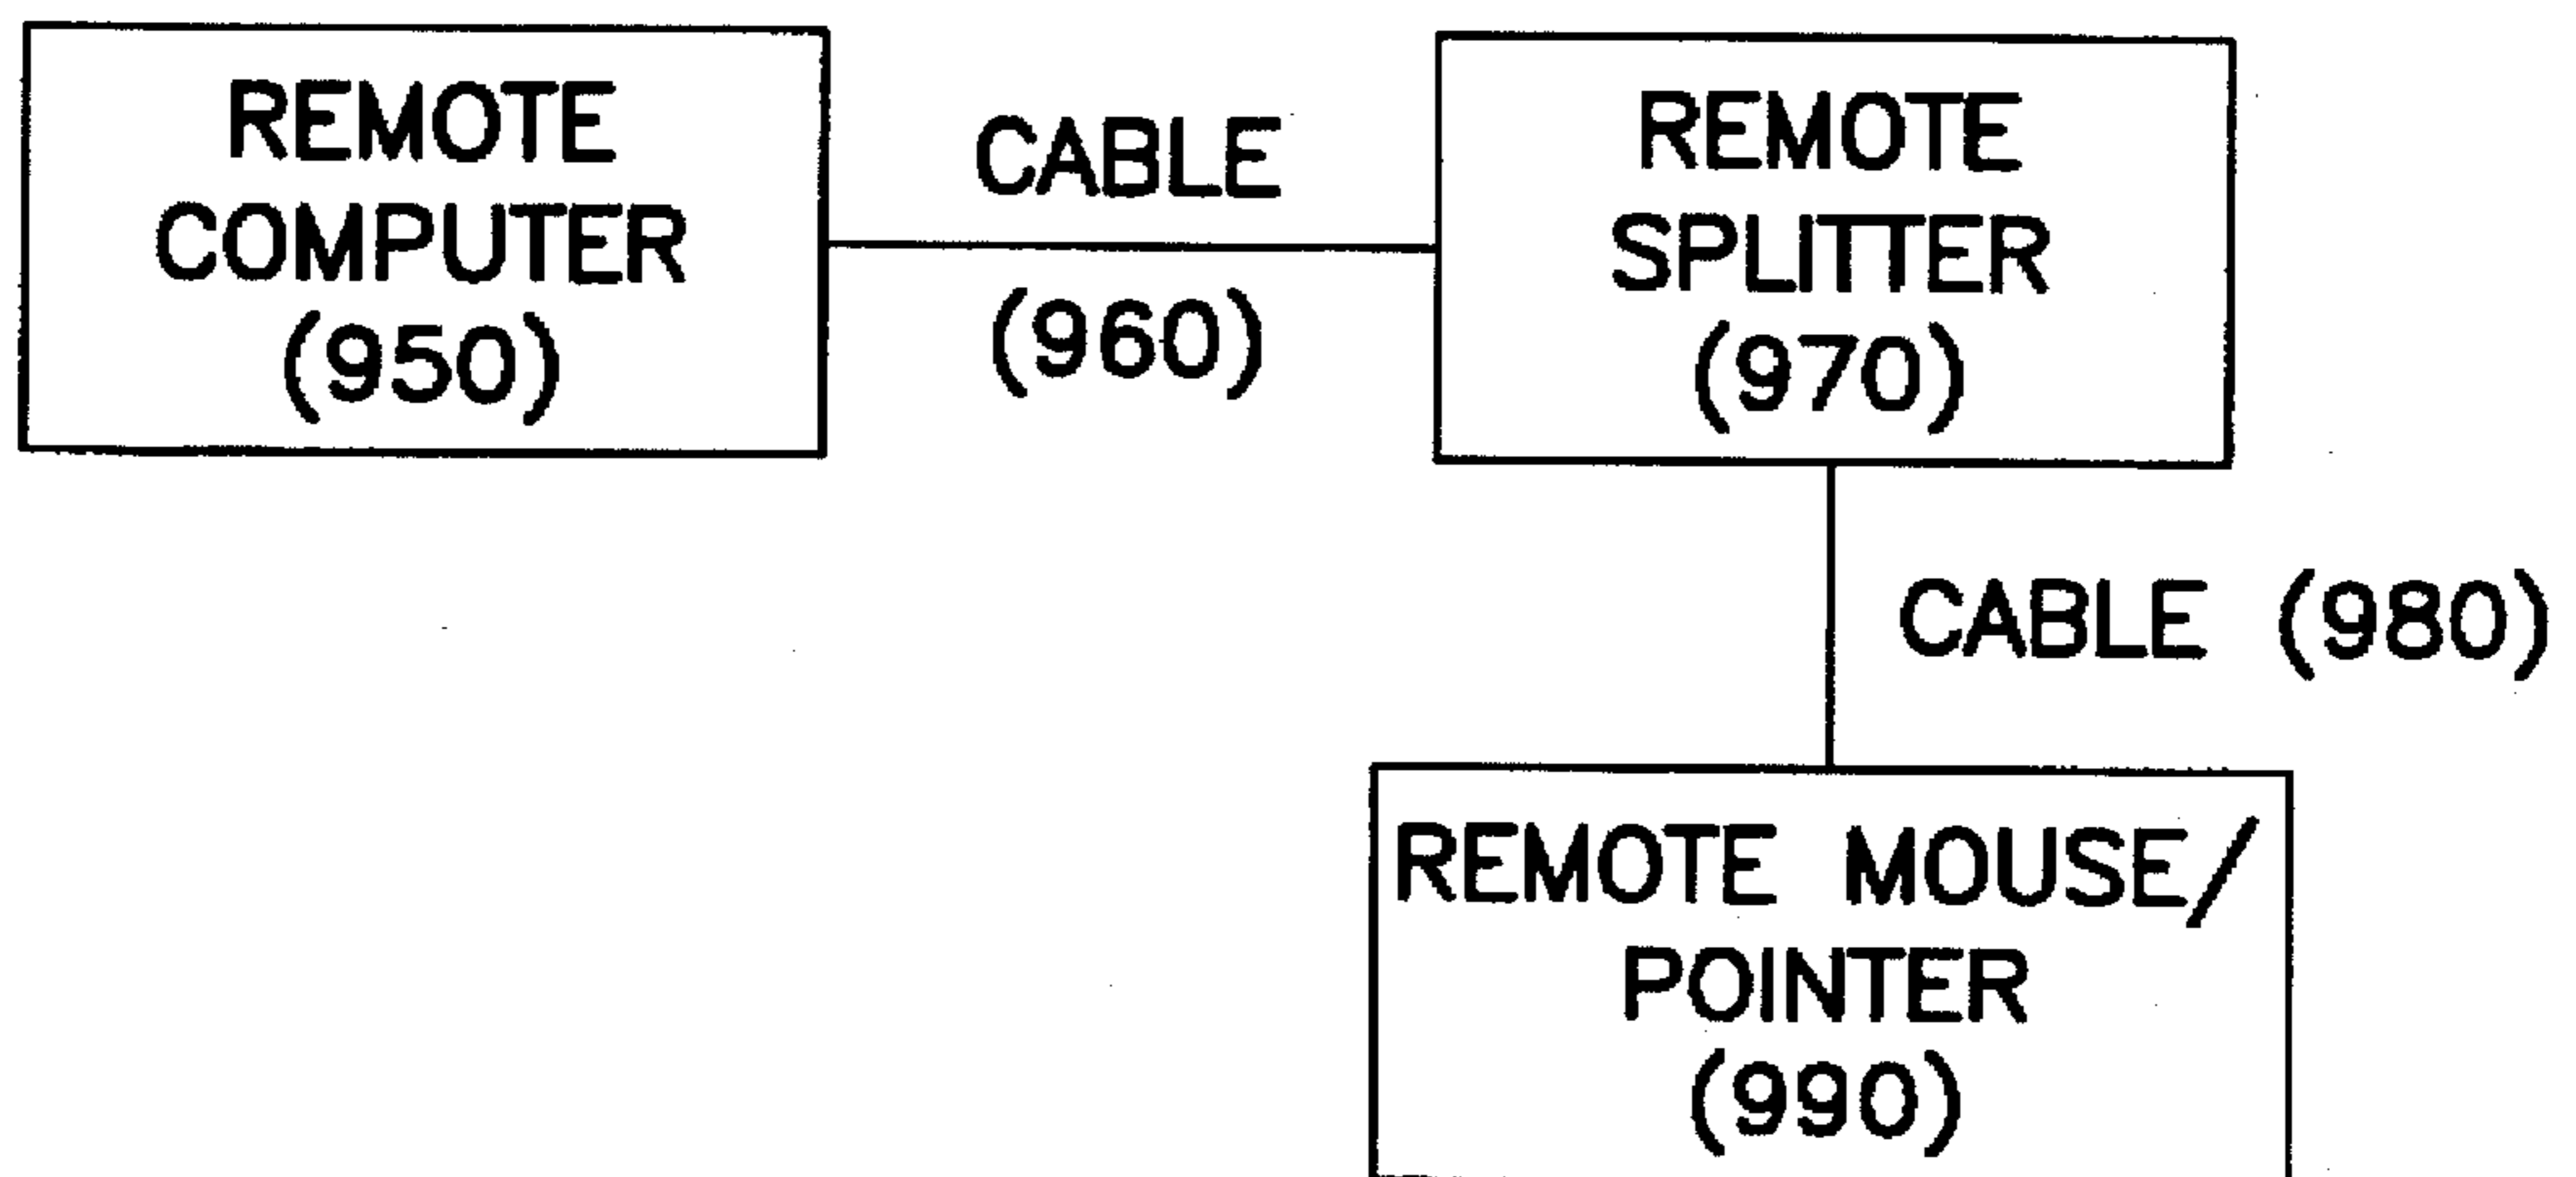 REMOTE
COMPUTER
(950)
CABLE
(960)
REMOTE
SPLITTER
(970)
CABLE (980)
REMOTE MOUSE/
POINTER
(990)